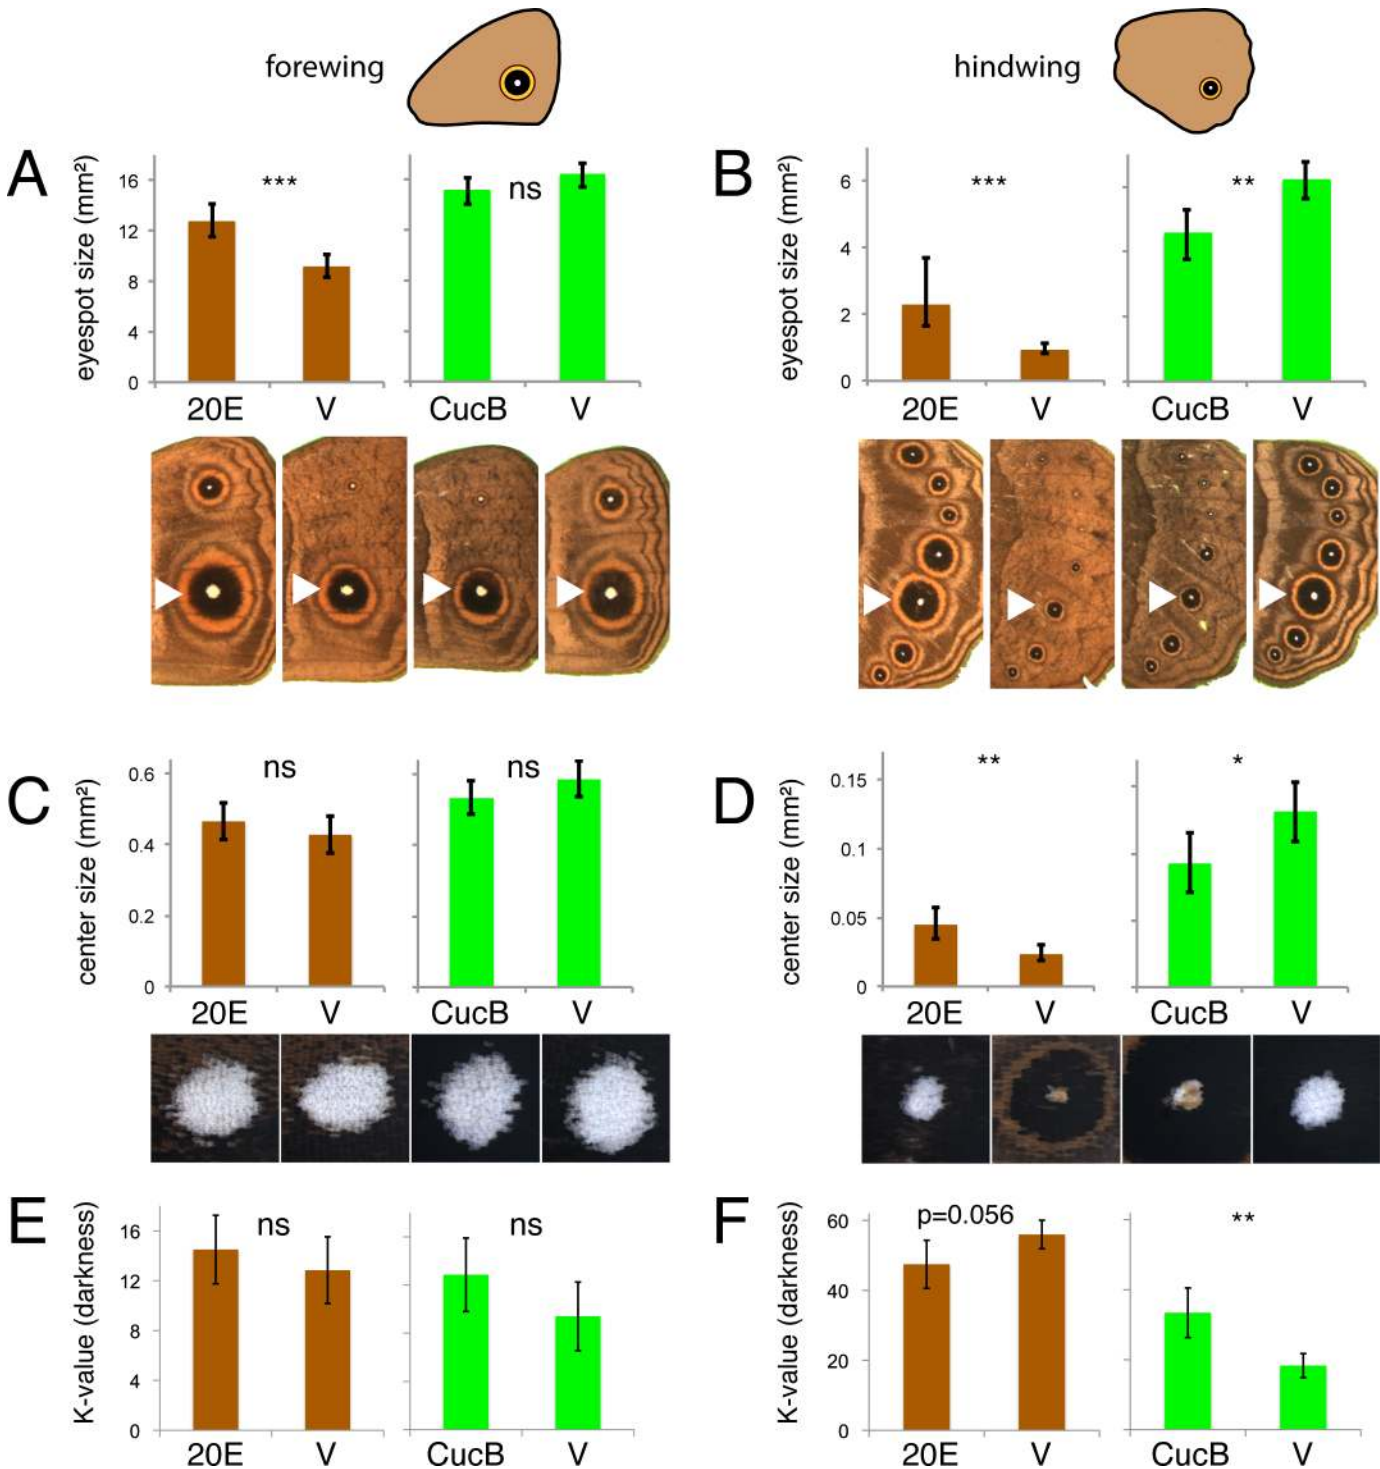 forewing
hindwing
A
eyespot size (mm²)
16
12
8
4
0
***
ns
20E V
CucB V
B
eyespot size (mm²)
6
4
2
0
***
**
20E V
CucB V
C
center size (mm²)
0.6
0.4
0.2
0
ns
ns
20E V
CucB V
D
center size (mm²)
0.15
0.1
0.05
0
**
*
20E V
CucB V
E
K-value (darkness)
16
12
8
4
0
ns
ns
20E V
CucB V
F
K-value (darkness)
60
40
20
0
p=0.056
**
20E V
CucB V